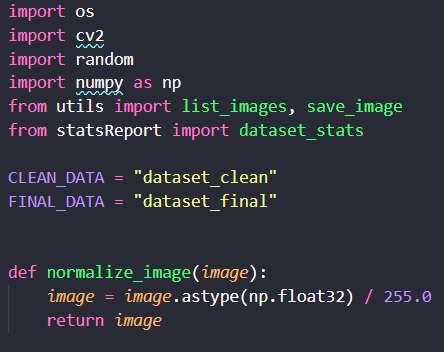 import os
import cv2
import random
import numpy as np
from utils import list_images, save_image
from statsReport import dataset_stats

CLEAN_DATA = "dataset_clean"
FINAL_DATA = "dataset_final"


def normalize_image(image):
    image = image.astype(np.float32) / 255.0
    return image